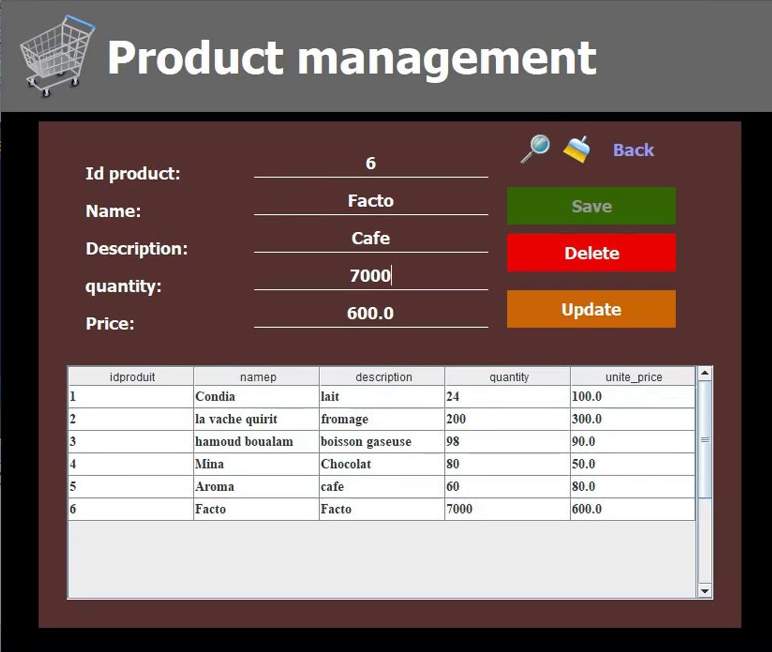 Product management
Back
Id product: 6
Name: Facto
Save
Description: Cafe
Delete
quantity: 7000
Update
Price: 600.0
idproduit namep description quantity unite_price
1 Condia lait 24 100.0
2 la vache quirit fromage 200 300.0
3 hamoud boualam boisson gaseuse 98 90.0
4 Mina Chocolat 80 50.0
5 Aroma cafe 60 80.0
6 Facto Facto 7000 600.0